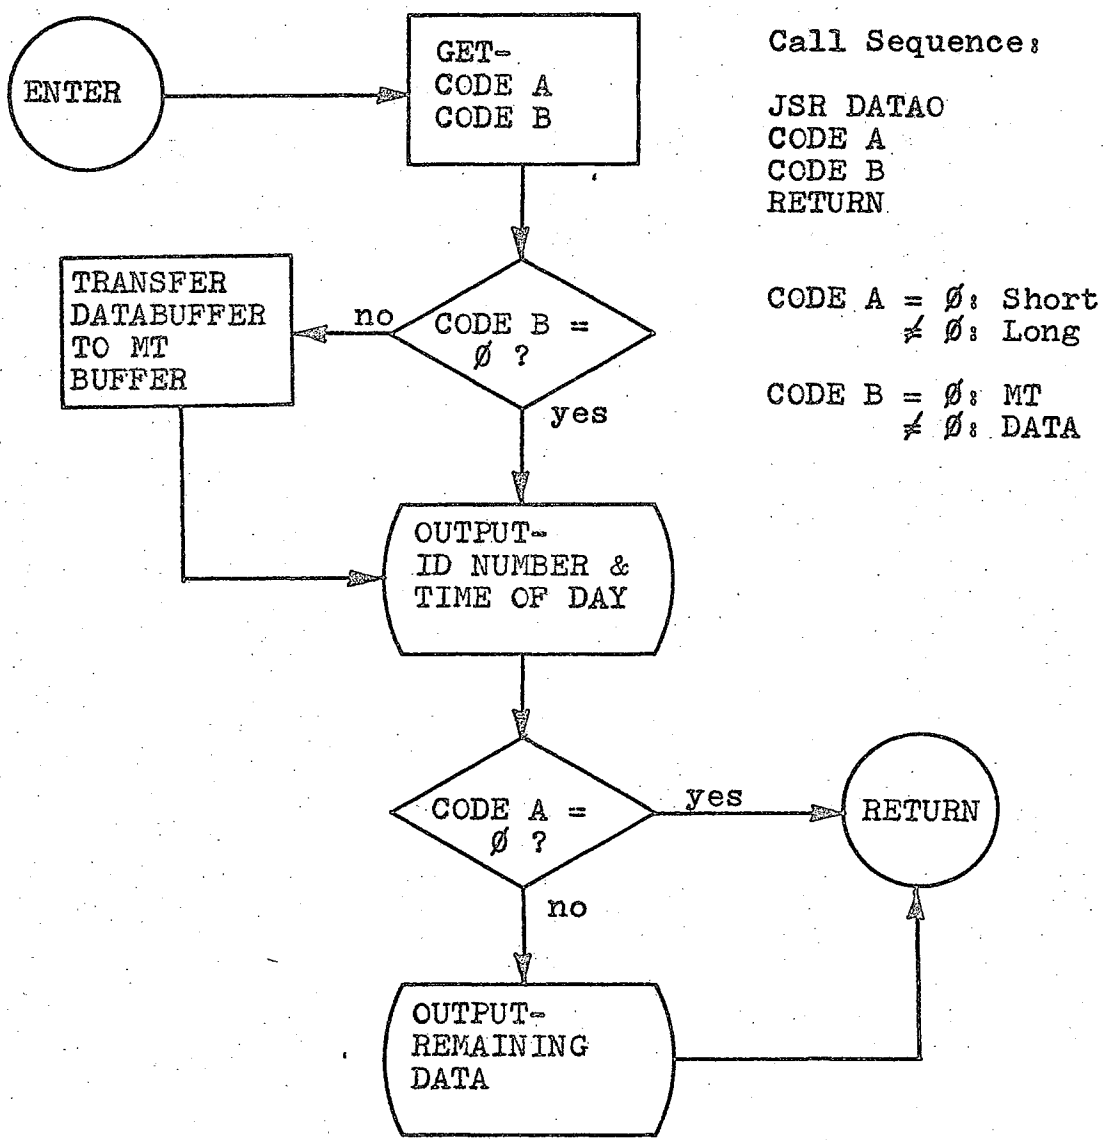 ENTER
GET-
CODE A
CODE B
Call Sequence:
JSR DATAO
CODE A
CODE B
RETURN
CODE A = Ø: Short
≠ Ø: Long
CODE B = Ø: MT
≠ Ø: DATA
TRANSFER
DATABUFFER
TO MT
BUFFER
no
CODE B =
Ø ?
yes
OUTPUT-
ID NUMBER &
TIME OF DAY
CODE A =
Ø ?
yes
RETURN
no
OUTPUT-
REMAINING
DATA